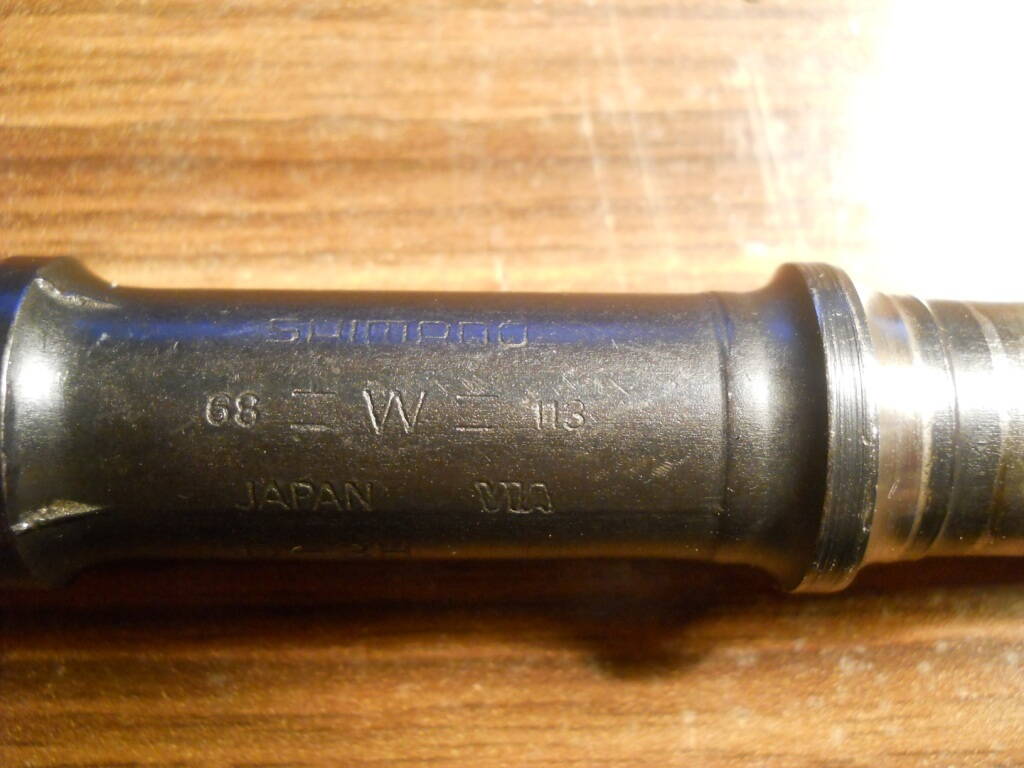 SHIMANO
68 = W = 113
JAPAN VIA